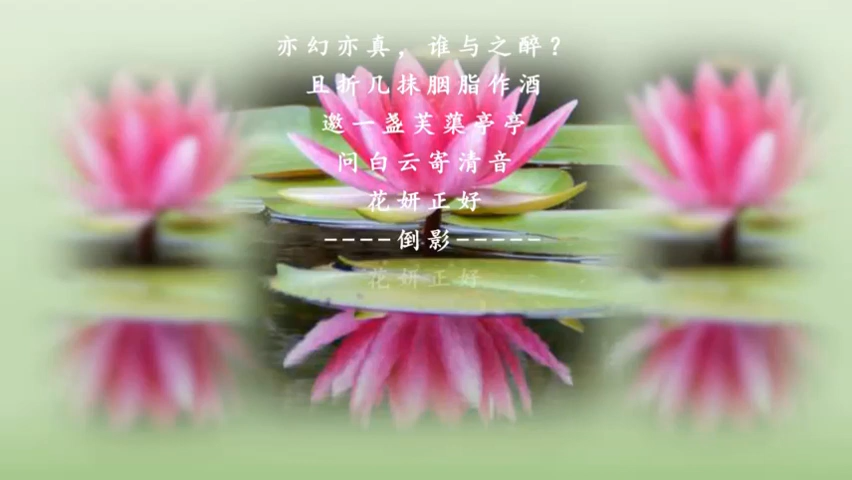 亦幻亦真，谁与之醉？
且折几抹胭脂作酒
邀一盏芙蕖亭亭
问白云寄清音
花妍正好
----倒影-----
花妍正好